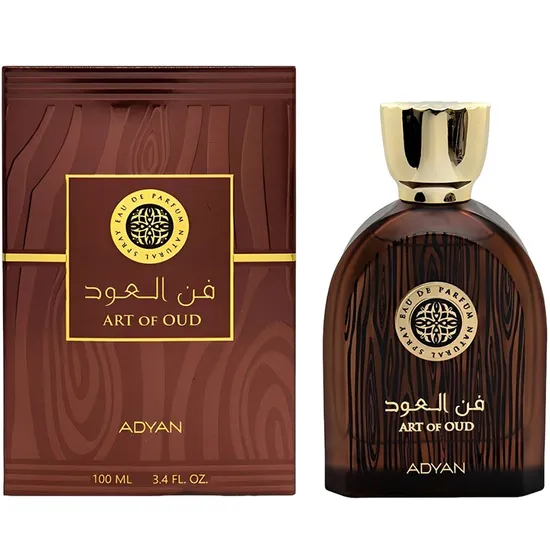 EAU DE PARFUM NATURAL SPRAY
فن العود
ART OF OUD
ADYAN
100 ML 3.4 FL. OZ.
EAU DE PARFUM NATURAL SPRAY
فن العود
ART OF OUD
ADYAN